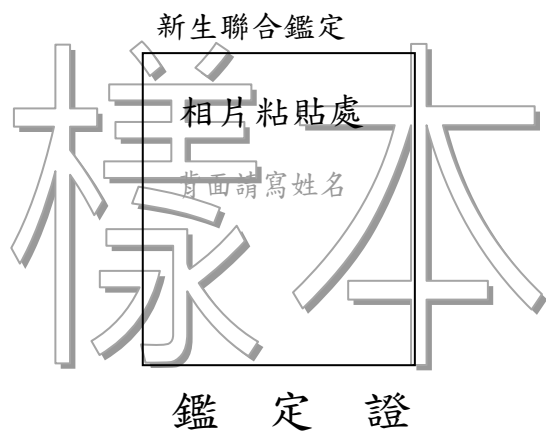 新生聯合鑑定
相片粘貼處
背面請寫姓名
樣本
鑑定證